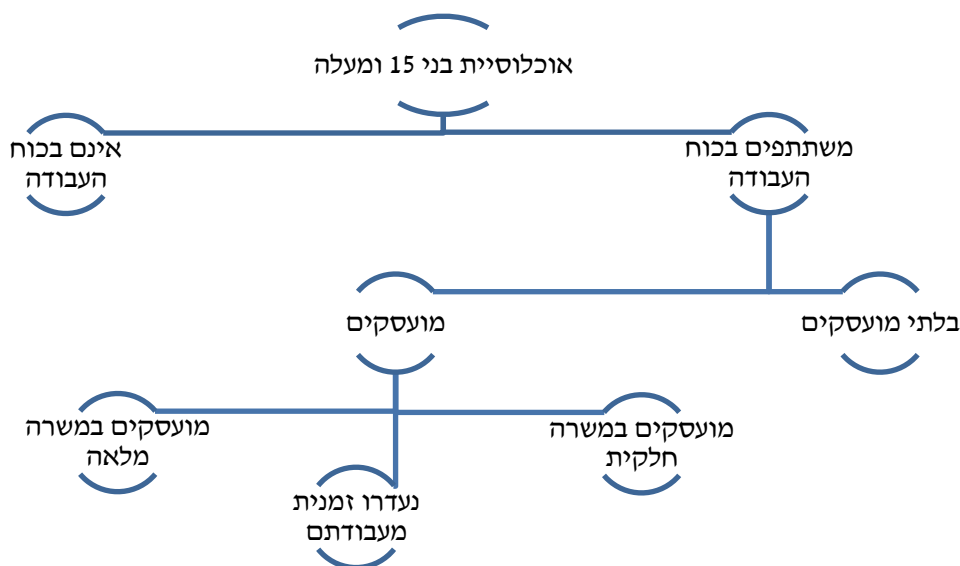 אוכלוסיית בני 15 ומעלה
משתתפים בכוח
העבודה
אינם בכוח
העבודה
בלתי מועסקים
מועסקים
מועסקים במשרה
חלקית
נעדרו זמנית
מעבודתם
מועסקים במשרה
מלאה